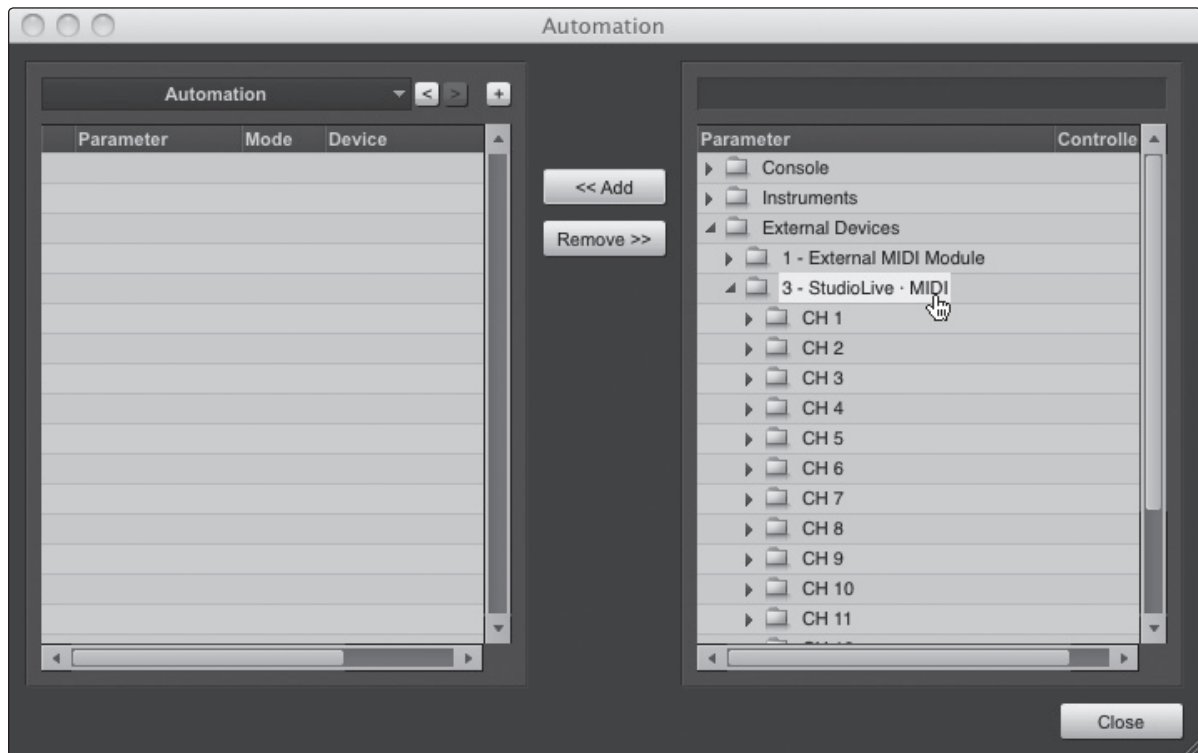 Automation
Automation < > +
Parameter Mode Device
<< Add
Remove >>
Parameter Controlle
Console
Instruments
External Devices
1 - External MIDI Module
3 - StudioLive · MIDI
CH 1
CH 2
CH 3
CH 4
CH 5
CH 6
CH 7
CH 8
CH 9
CH 10
CH 11
Close